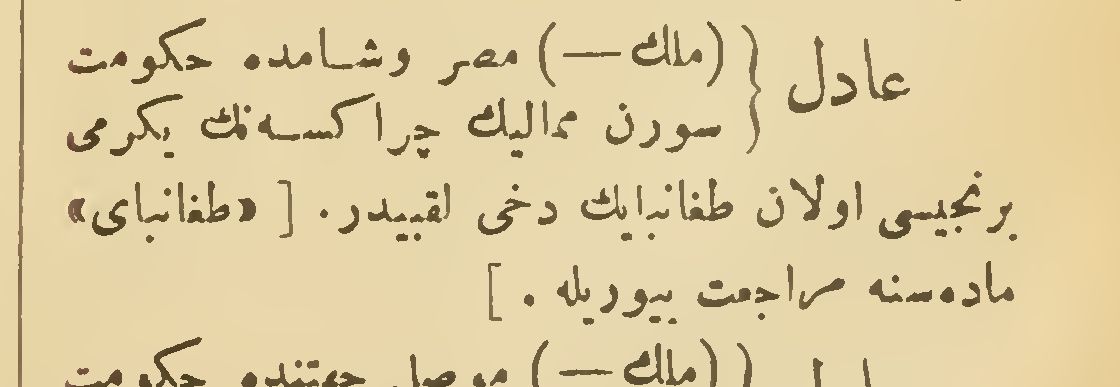 عادل { (ملك —) مصر وشامده حكومت
سورن مماليك چراكسه‌نك يكرمى
برنجيسى اولان طغانبايك دخى لقبيدر. [ «طغانباى»
ماده‌سنه مراجعت بيوريله . ]
(ملك —) موصل جهتنده حكومت